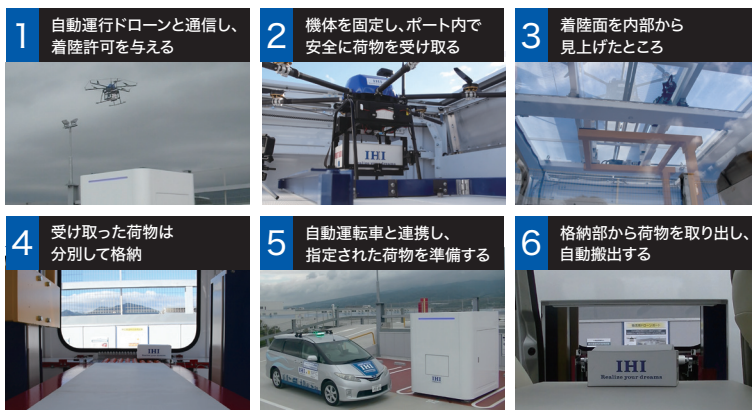 1
自動運行ドローンと通信し、
着陸許可を与える
2
機体を固定し、ポート内で
安全に荷物を受け取る
IHI
3
着陸面を内部から
見上げたところ
4
受け取った荷物は
分別して格納
IHI
5
自動運転車と連携し、
指定された荷物を準備する
IHI
6
格納部から荷物を取り出し、
自動搬出する
IHI
Realize your dreams